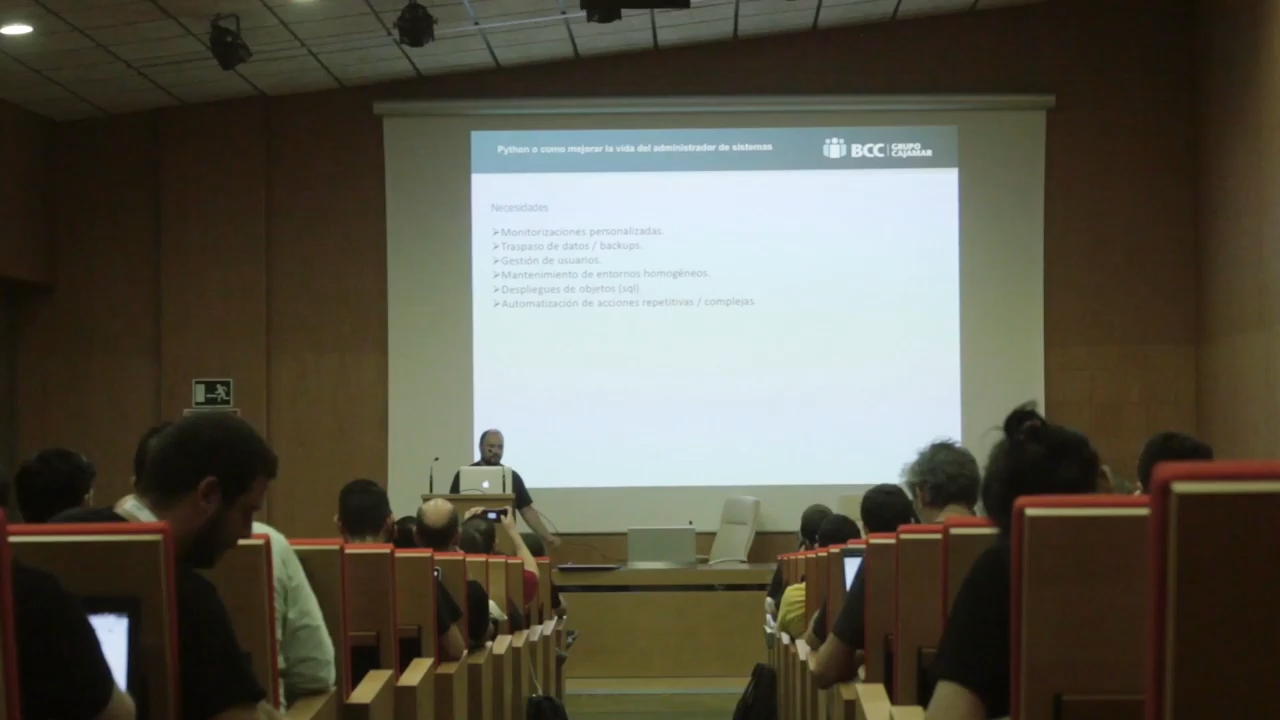 Python o como mejorar la vida del administrador de sistemas
BCC GRUPO CAJAMAR
Necesidades
➢Monitorizaciones personalizadas.
➢Traspaso de datos / backups.
➢Gestión de usuarios.
➢Mantenimiento de entornos homogéneos.
➢Despliegues de objetos (sql)
➢Automatización de acciones repetitivas / complejas